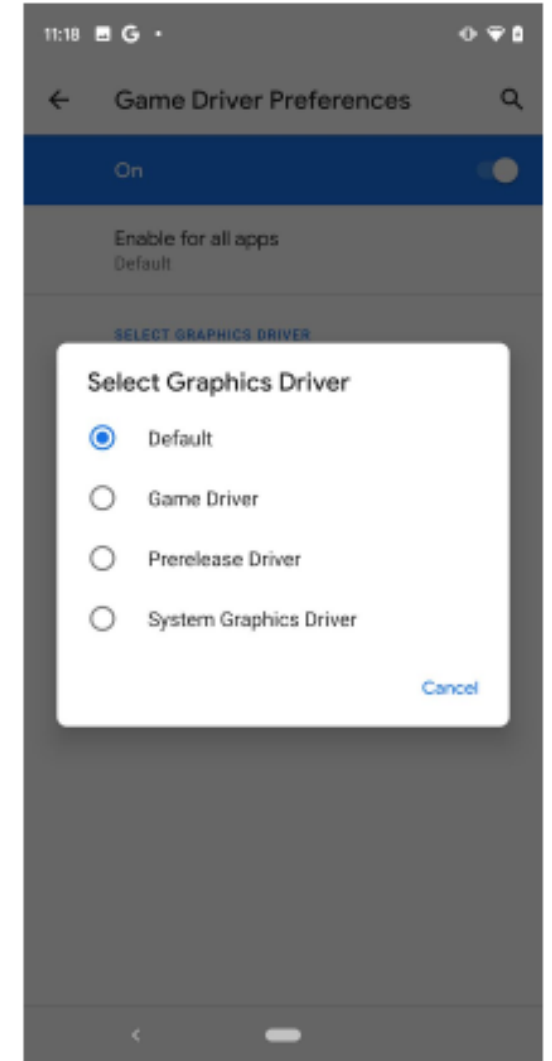 11:18 G
Game Driver Preferences
On
Enable for all apps
Default
SELECT GRAPHICS DRIVER
Select Graphics Driver
Default
Game Driver
Prerelease Driver
System Graphics Driver
Cancel